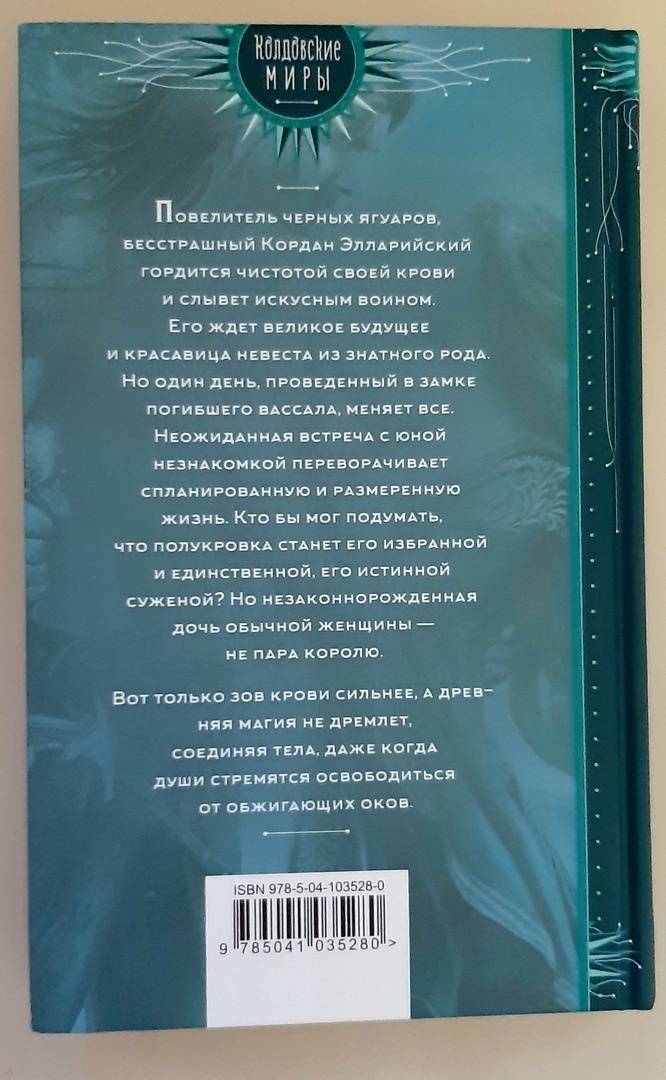 Колдовские
МИРЫ
Повелитель черных ягуаров,
бесстрашный Кордан Элларийский
гордится чистотой своей крови
и слывет искусным воином.
Его ждет великое будущее
и красавица невеста из знатного рода.
Но один день, проведенный в замке
погибшего вассала, меняет все.
Неожиданная встреча с юной
незнакомкой переворачивает
спланированную и размеренную
жизнь. Кто бы мог подумать,
что полукровка станет его избранной
и единственной, его истинной
суженой? Но незаконнорожденная
дочь обычной женщины —
не пара королю.
Вот только зов крови сильнее, а древ-
няя магия не дремлет,
соединяя тела, даже когда
души стремятся освободиться
от обжигающих оков.
ISBN 978-5-04-103528-0
9 785041 035280 >